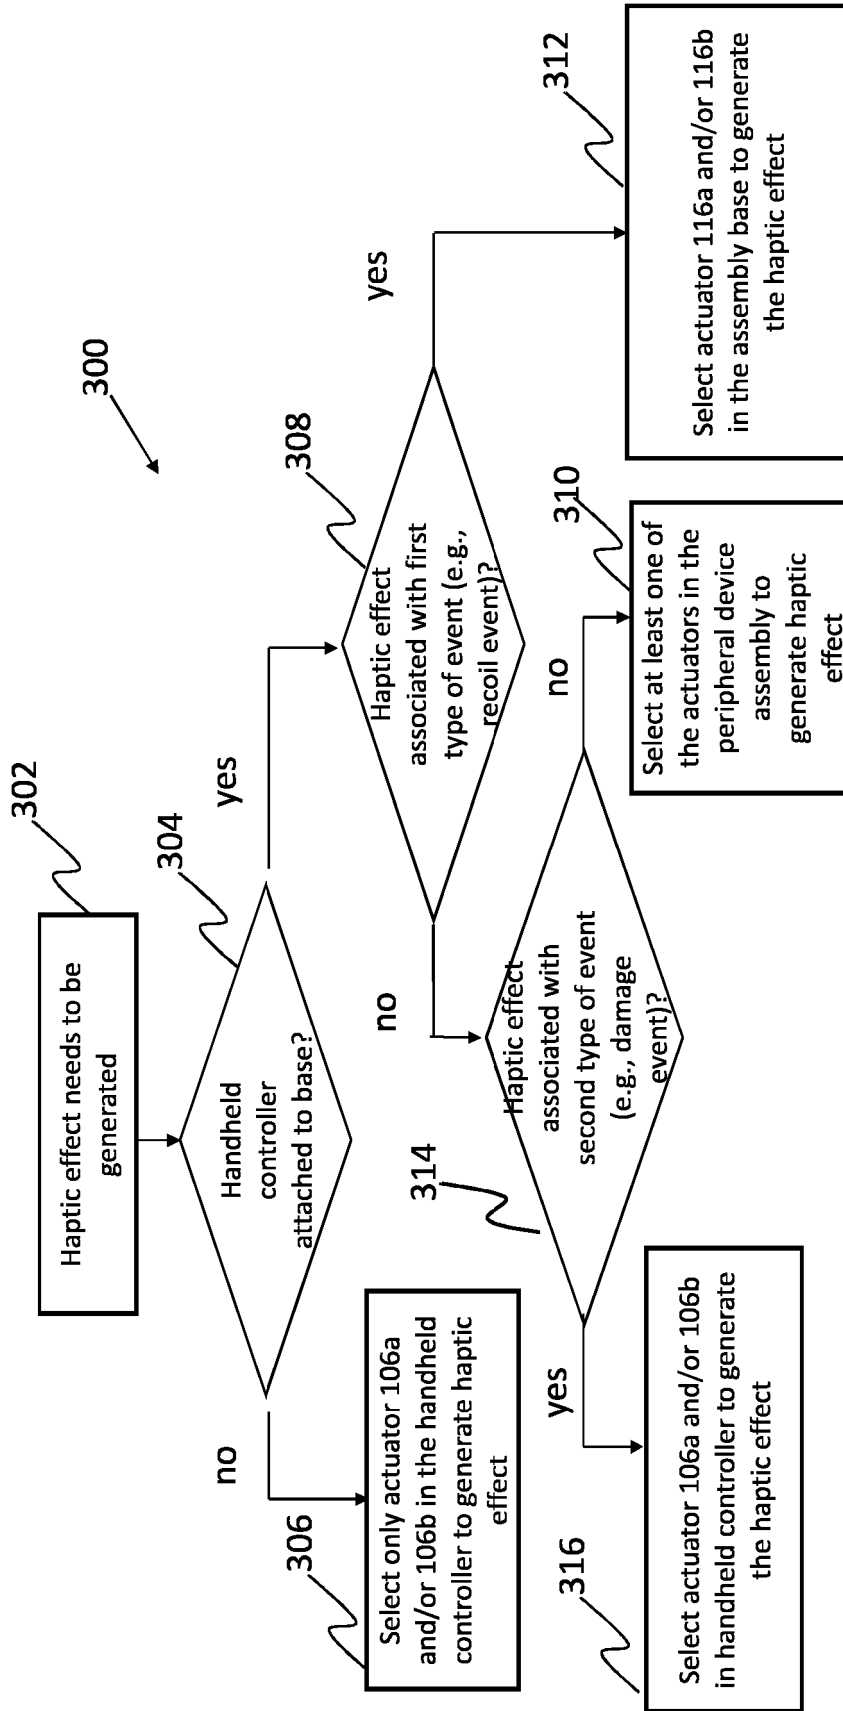 300
302
Haptic effect needs to be
generated
304
Handheld
controller
attached to base?
no
yes
306
Select only actuator 106a
and/or 106b in the handheld
controller to generate haptic
effect
308
Haptic effect
associated with first
type of event (e.g.,
recoil event)?
no
yes
312
Select actuator 116a and/or 116b
in the assembly base to generate
the haptic effect
314
Haptic effect
associated with
second type of event
(e.g., damage
event)?
yes
no
310
Select at least one of
the actuators in the
peripheral device
assembly to
generate haptic
effect
316
Select actuator 106a and/or 106b
in handheld controller to generate
the haptic effect